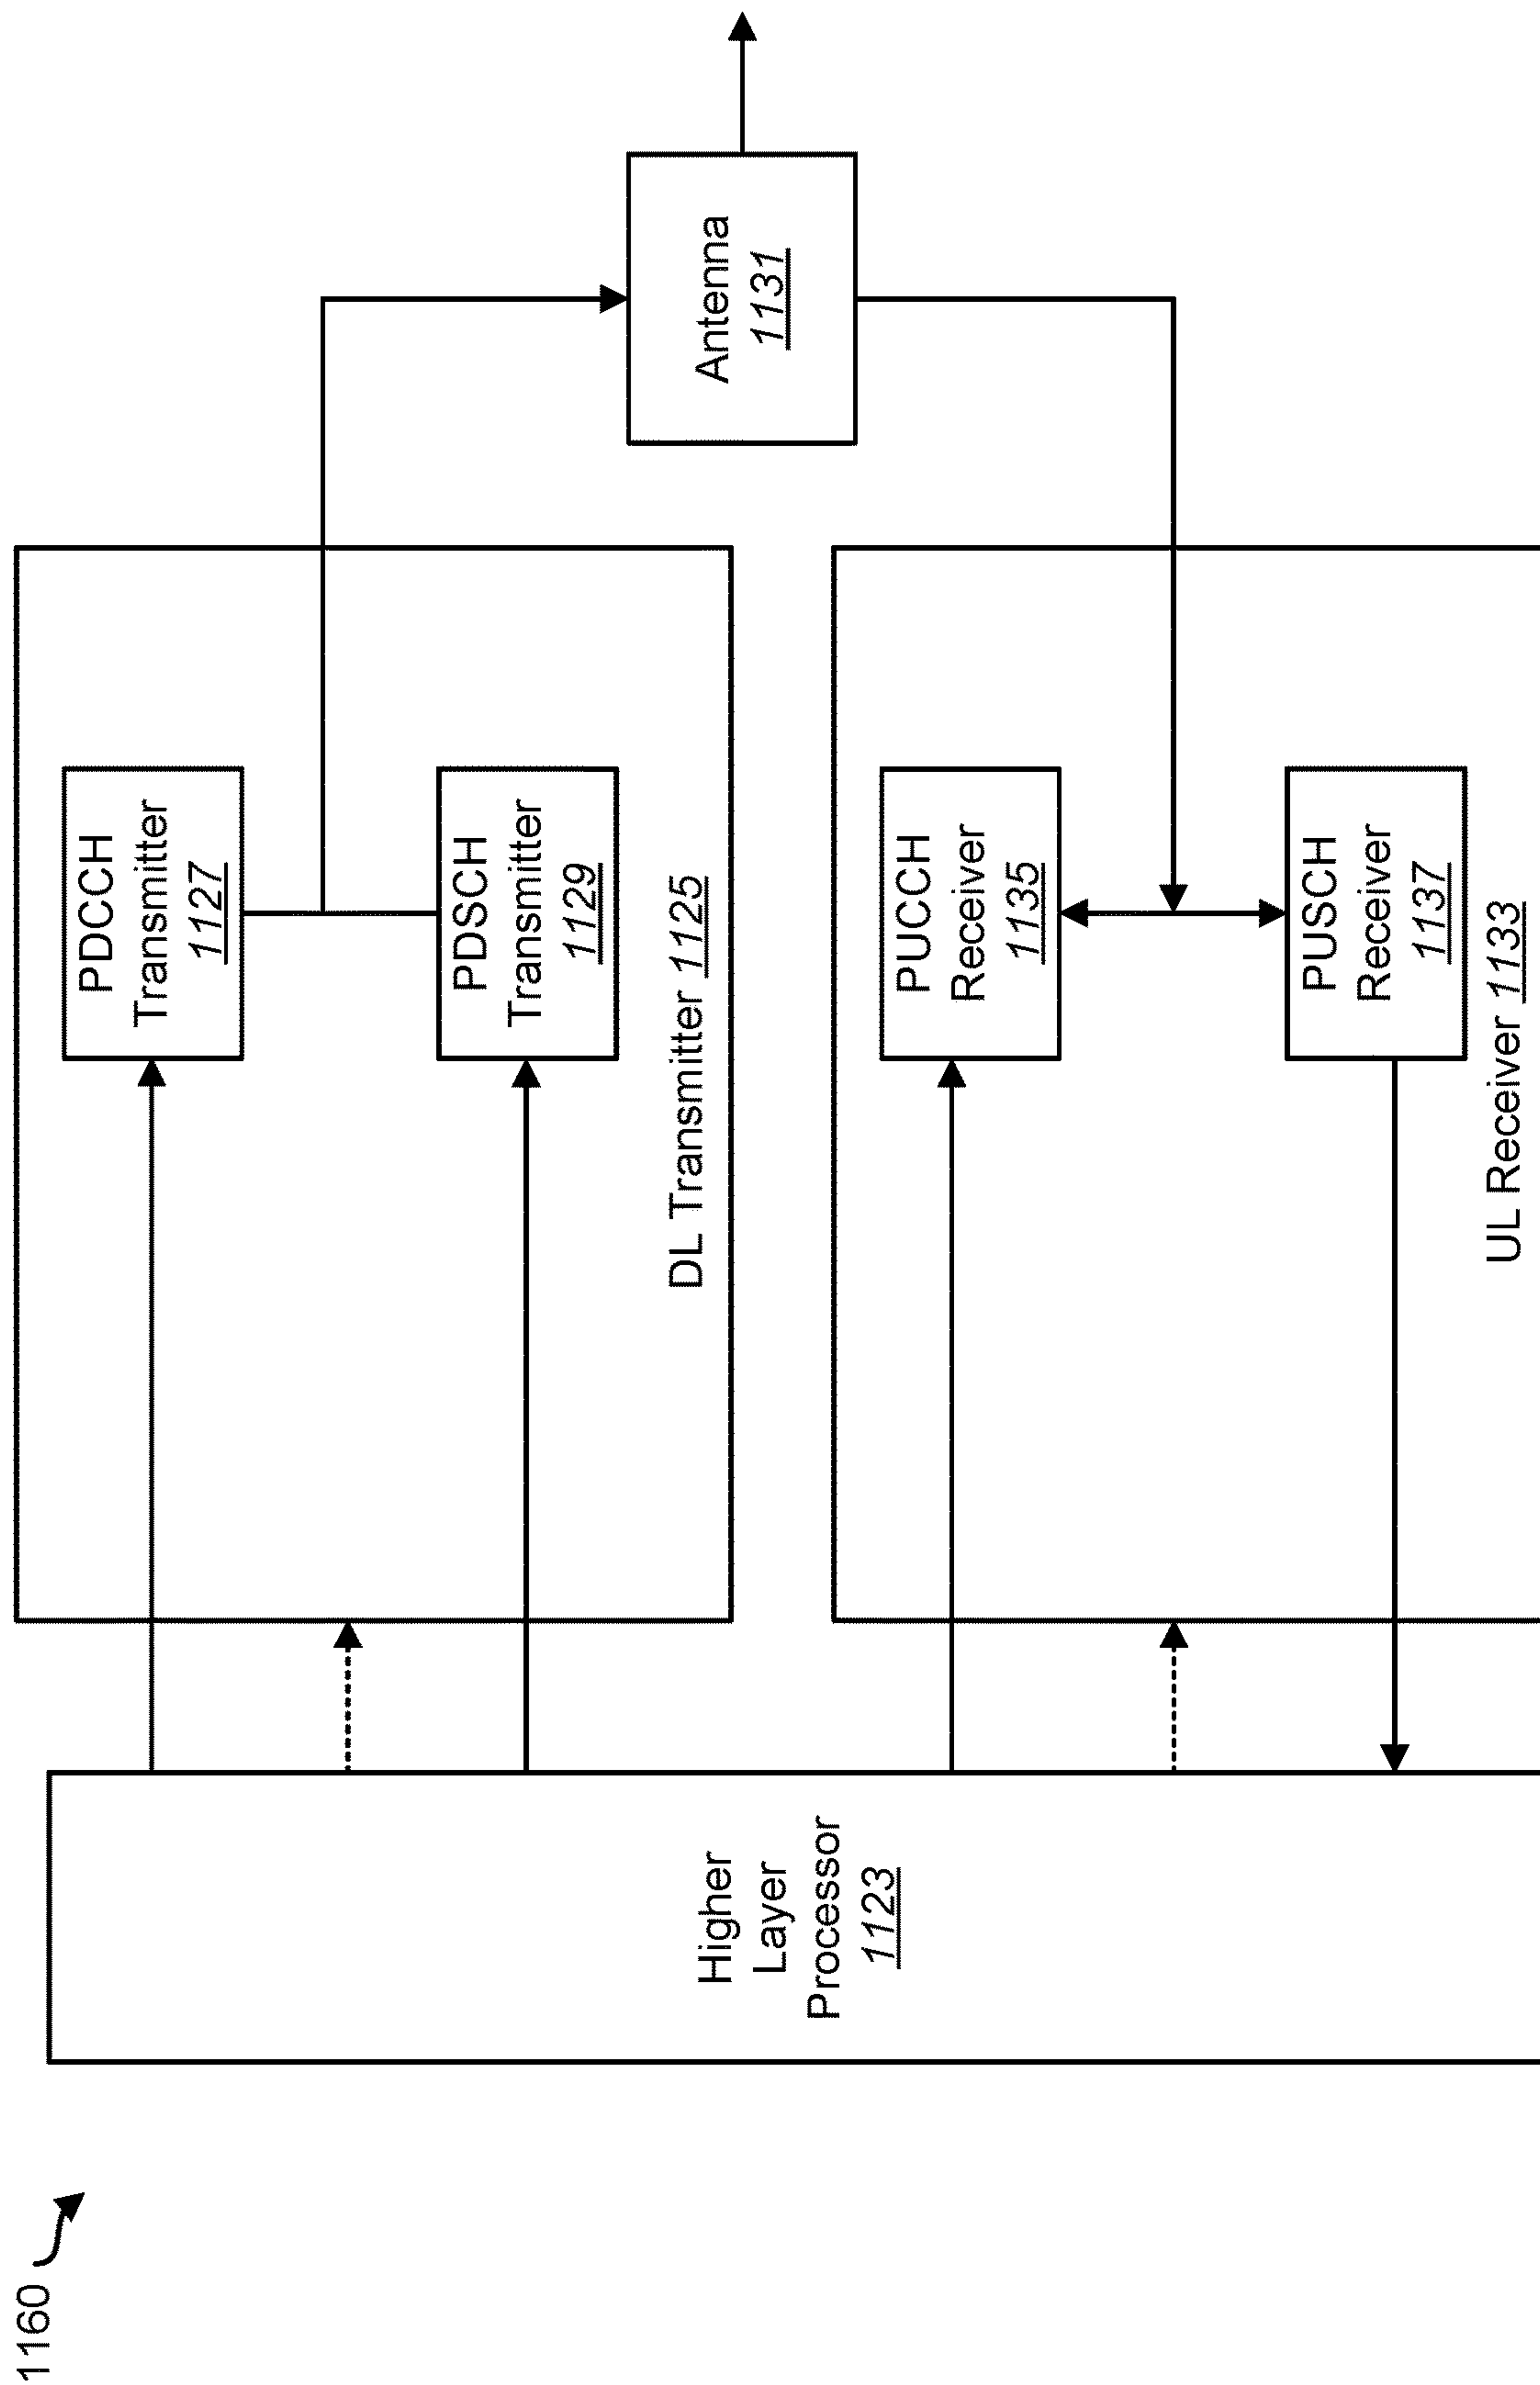 1160
Higher
Layer
Processor
1123
PDCCH
Transmitter
1127
PDSCH
Transmitter
1129
DL Transmitter 1125
PUCCH
Receiver
1135
PUSCH
Receiver
1137
UL Receiver 1133
Antenna
1131